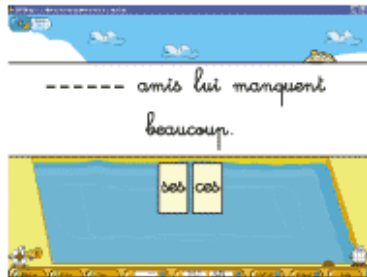 ------ amis lui manquent
beaucoup.
ses ces